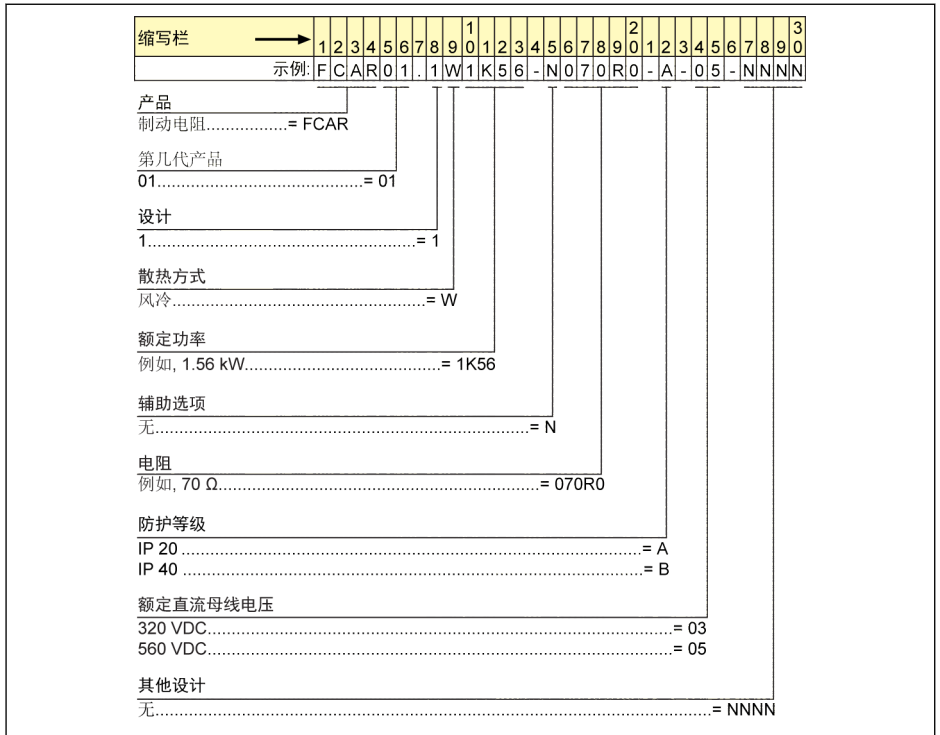 缩写栏 1 2 3 4 5 6 7 8 9 10 1 2 3 4 5 6 7 8 9 20 1 2 3 4 5 6 7 8 9 30
示例: F C A R 0 1 . 1 W 1 K 5 6 - N 0 7 0 R 0 - A - 0 5 - N N N N
产品
制动电阻.................= FCAR
第几代产品
01...........................................= 01
设计
1.......................................................= 1
散热方式
风冷.....................................................= W
额定功率
例如, 1.56 kW.........................................= 1K56
辅助选项
无..............................................................................= N
电阻
例如, 70 Ω...................................................................= 070R0
防护等级
IP 20 ................................................................................................= A
IP 40 ................................................................................................= B
额定直流母线电压
320 VDC.................................................................................................= 03
560 VDC.................................................................................................= 05
其他设计
无.....................................................................................................................= NNNN